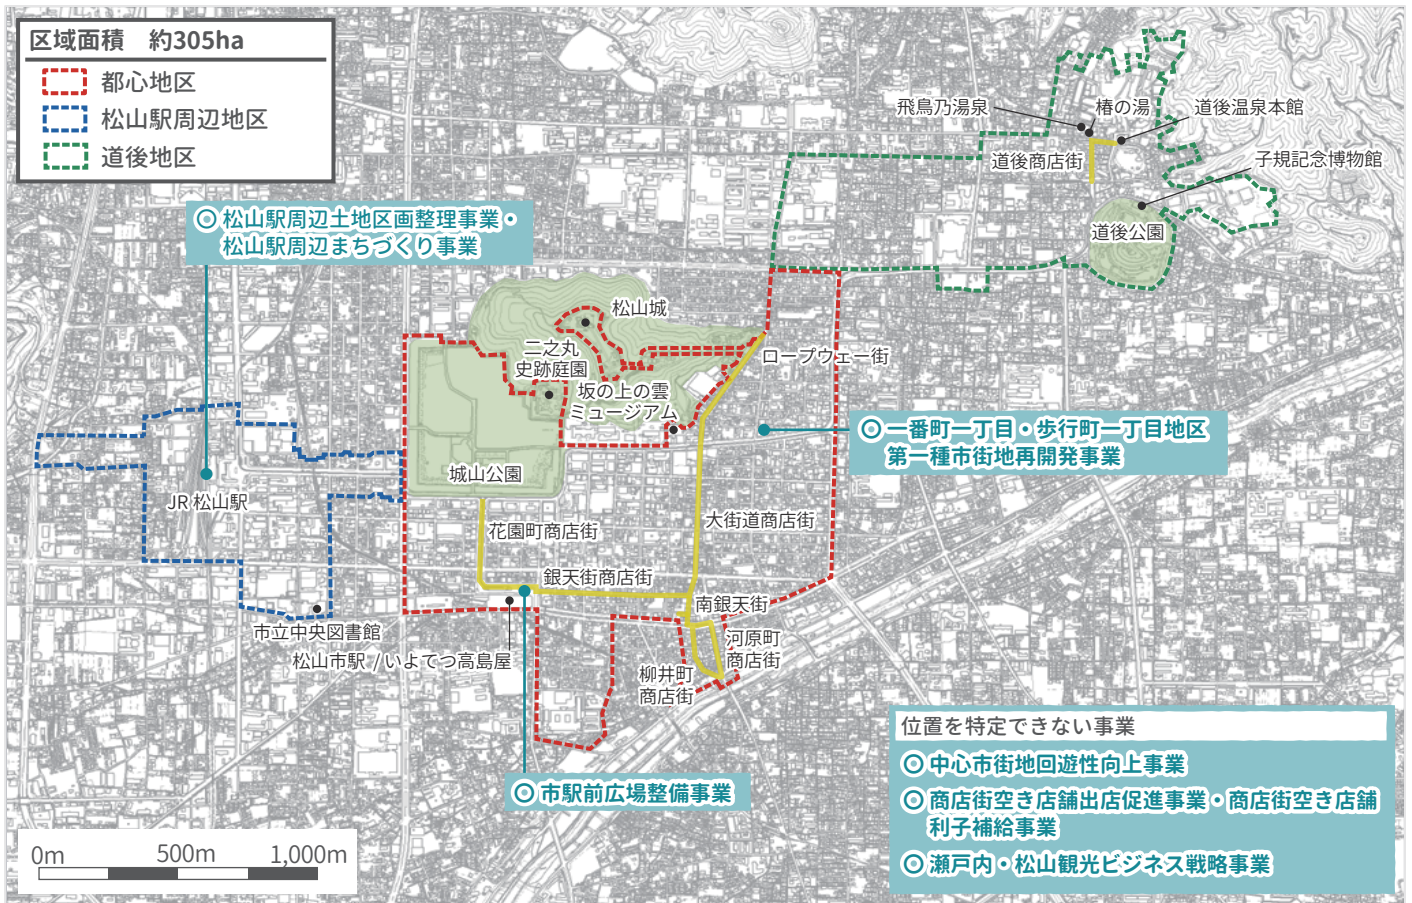 区域面積　約305ha
都心地区
松山駅周辺地区
道後地区
飛鳥乃湯泉
椿の湯
道後温泉本館
道後商店街
子規記念博物館
道後公園
◎松山駅周辺土地区画整理事業・
松山駅周辺まちづくり事業
松山城
二之丸
史跡庭園
ロープウェー街
坂の上の雲
ミュージアム
◎一番町一丁目・歩行町一丁目地区
第一種市街地再開発事業
城山公園
JR 松山駅
花園町商店街
大街道商店街
銀天街商店街
南銀天街
市立中央図書館
松山市駅 / いよてつ高島屋
河原町
商店街
柳井町
商店街
◎市駅前広場整備事業
位置を特定できない事業
◎中心市街地回遊性向上事業
◎商店街空き店舗出店促進事業・商店街空き店舗
利子補給事業
◎瀬戸内・松山観光ビジネス戦略事業
0m 500m 1,000m